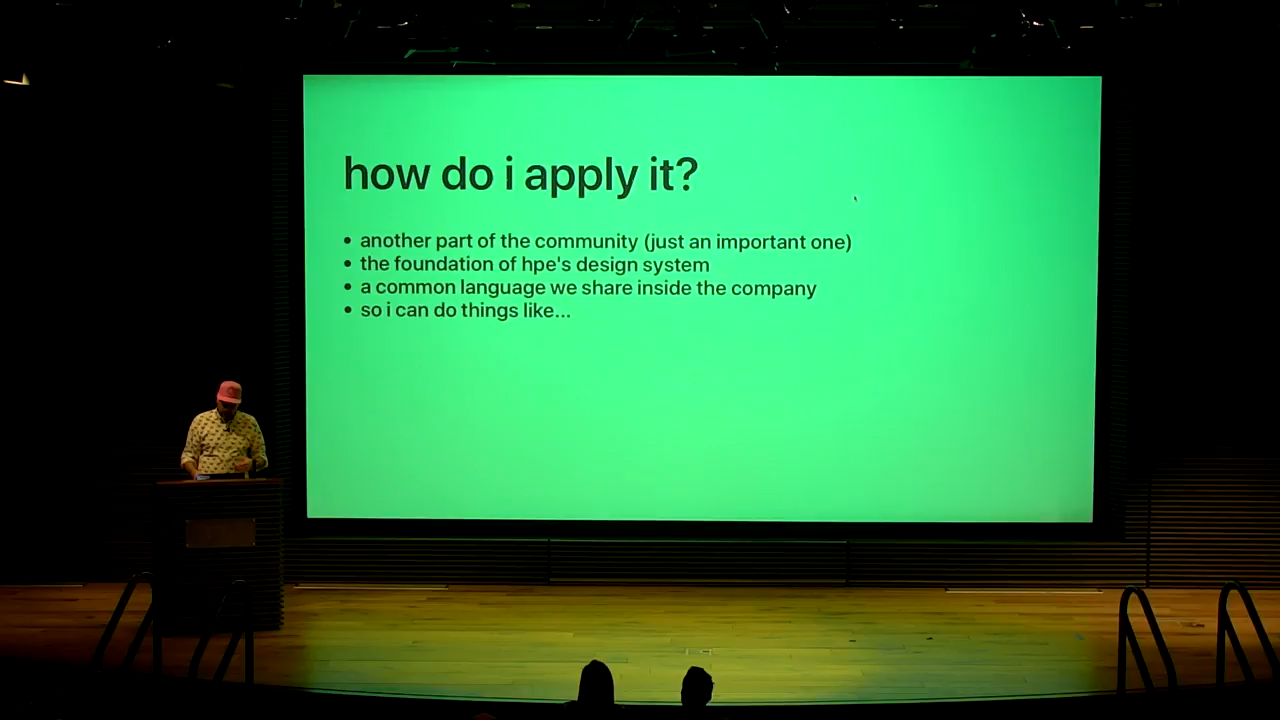 how do i apply it?
• another part of the community (just an important one)
• the foundation of hpe's design system
• a common language we share inside the company
• so i can do things like...